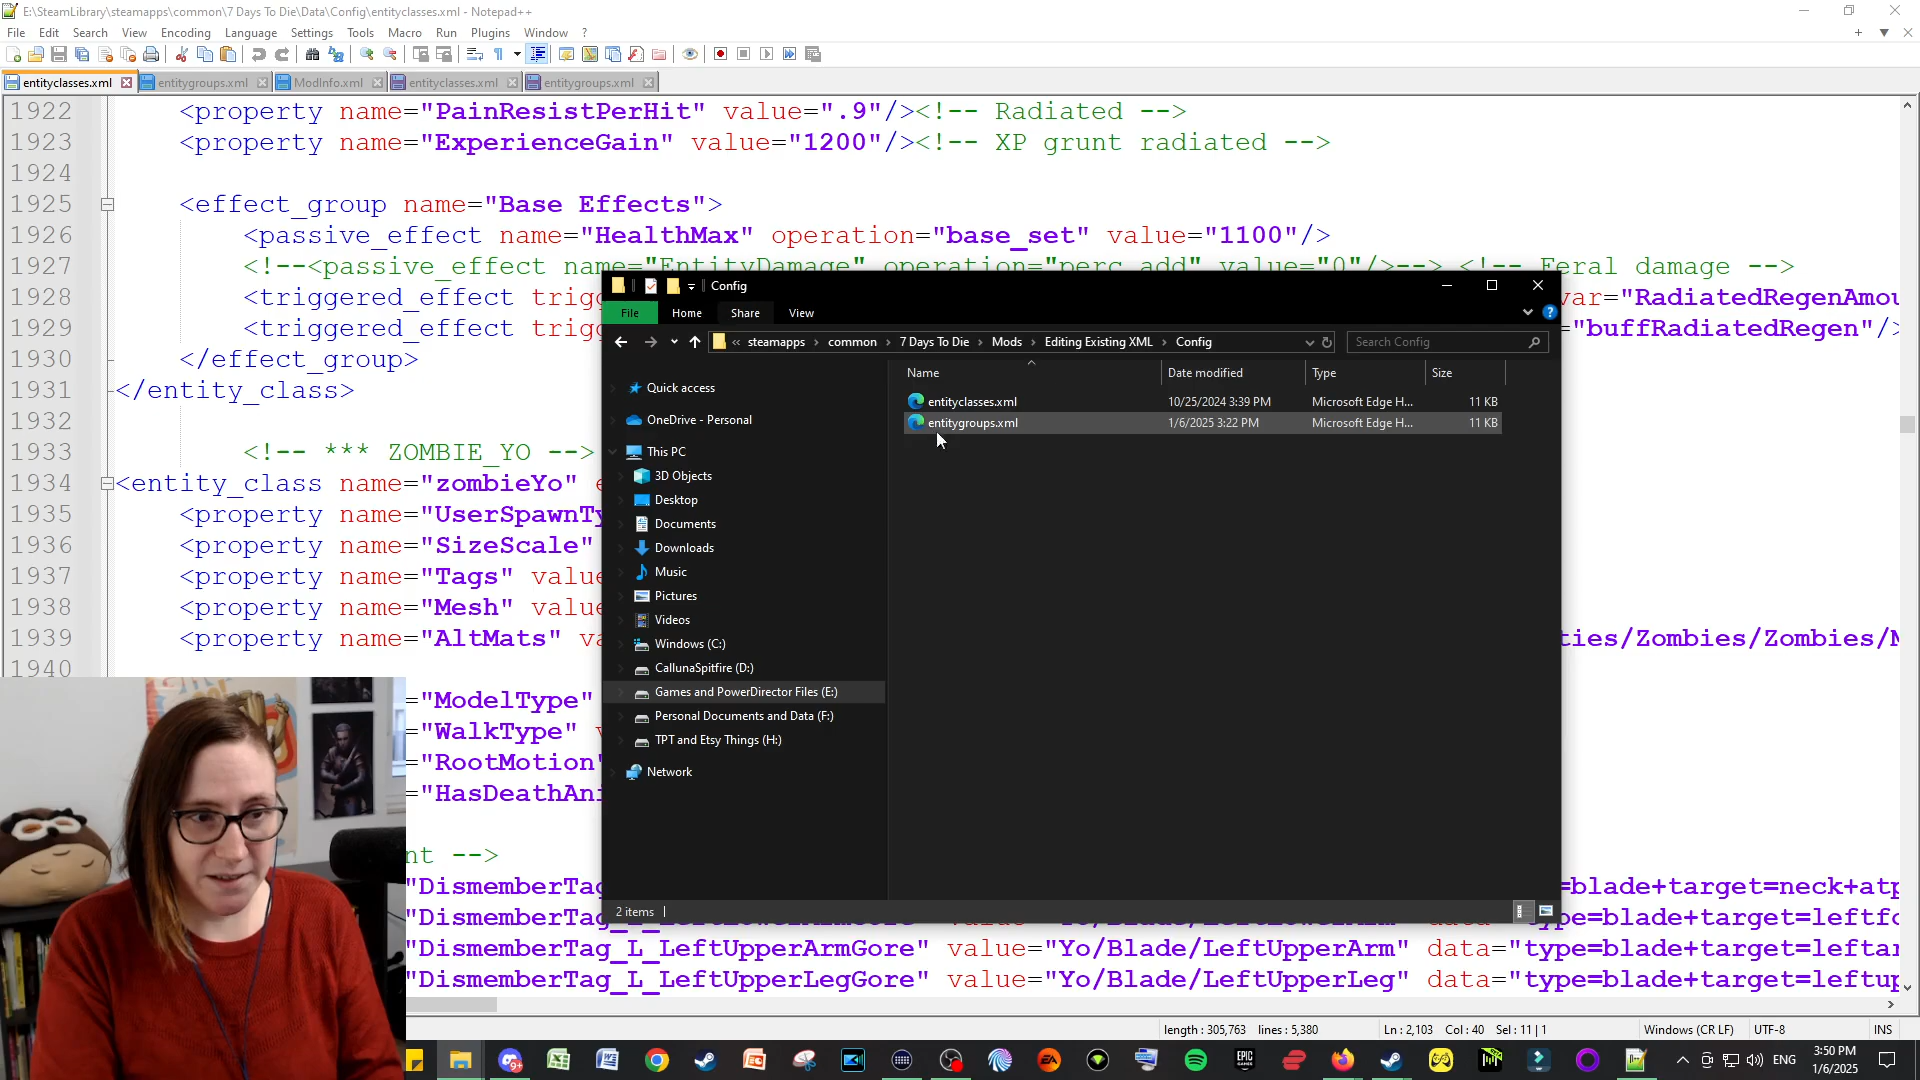 E:\SteamLibrary\steamapps\common\7 Days To Die\Data\Config\entityclasses.xml - Notepad++
File Edit Search View Encoding Language Settings Tools Macro Run Plugins Window ?
entityclasses.xml entitygroups.xml ModInfo.xml entityclasses.xml entitygroups.xml
1922 <property name="PainResistPerHit" value=".9"/><!-- Radiated -->
1923 <property name="ExperienceGain" value="1200"/><!-- XP grunt radiated -->
1924
1925 <effect_group name="Base Effects">
1926 <passive_effect name="HealthMax" operation="base_set" value="1100"/>
1927 <!--<passive_effect name="EntityDamage" operation="perc_add" value="0"/>--> <!-- Feral damage -->
1928 <triggered_effect trigg var="RadiatedRegenAmou
1929 <triggered_effect trigg "buffRadiatedRegen"/>
1930 </effect_group>
1931 </entity_class>
1932
1933 <!-- *** ZOMBIE_YO -->
1934 <entity_class name="zombieYo" e
1935 <property name="UserSpawnTy
1936 <property name="SizeScale"
1937 <property name="Tags" value
1938 <property name="Mesh" value
1939 <property name="AltMats" va ties/Zombies/Zombies/M
1940
="ModelType"
="WalkType" v
="RootMotion"
="HasDeathAni
nt -->
"DismemberTag =blade+target=neck+atp
"DismemberTag_L_LeftLowerArmGore" value="Yo/Blade/LeftLowerArm" data="type=blade+target=leftfo
"DismemberTag_L_LeftUpperArmGore" value="Yo/Blade/LeftUpperArm" data="type=blade+target=leftar
"DismemberTag_L_LeftUpperLegGore" value="Yo/Blade/LeftUpperLeg" data="type=blade+target=leftup
Config
File Home Share View
« steamapps › common › 7 Days To Die › Mods › Editing Existing XML › Config
Search Config
Name Date modified Type Size
entityclasses.xml 10/25/2024 3:39 PM Microsoft Edge H... 11 KB
entitygroups.xml 1/6/2025 3:22 PM Microsoft Edge H... 11 KB
Quick access
OneDrive - Personal
This PC
3D Objects
Desktop
Documents
Downloads
Music
Pictures
Videos
Windows (C:)
CallunaSpitfire (D:)
Games and PowerDirector Files (E:)
Personal Documents and Data (F:)
TPT and Etsy Things (H:)
Network
2 items
length : 305,763 lines : 5,380 Ln : 2,103 Col : 40 Sel : 11 | 1 Windows (CR LF) UTF-8 INS
EPIC
GAMES
ENG
3:50 PM
1/6/2025